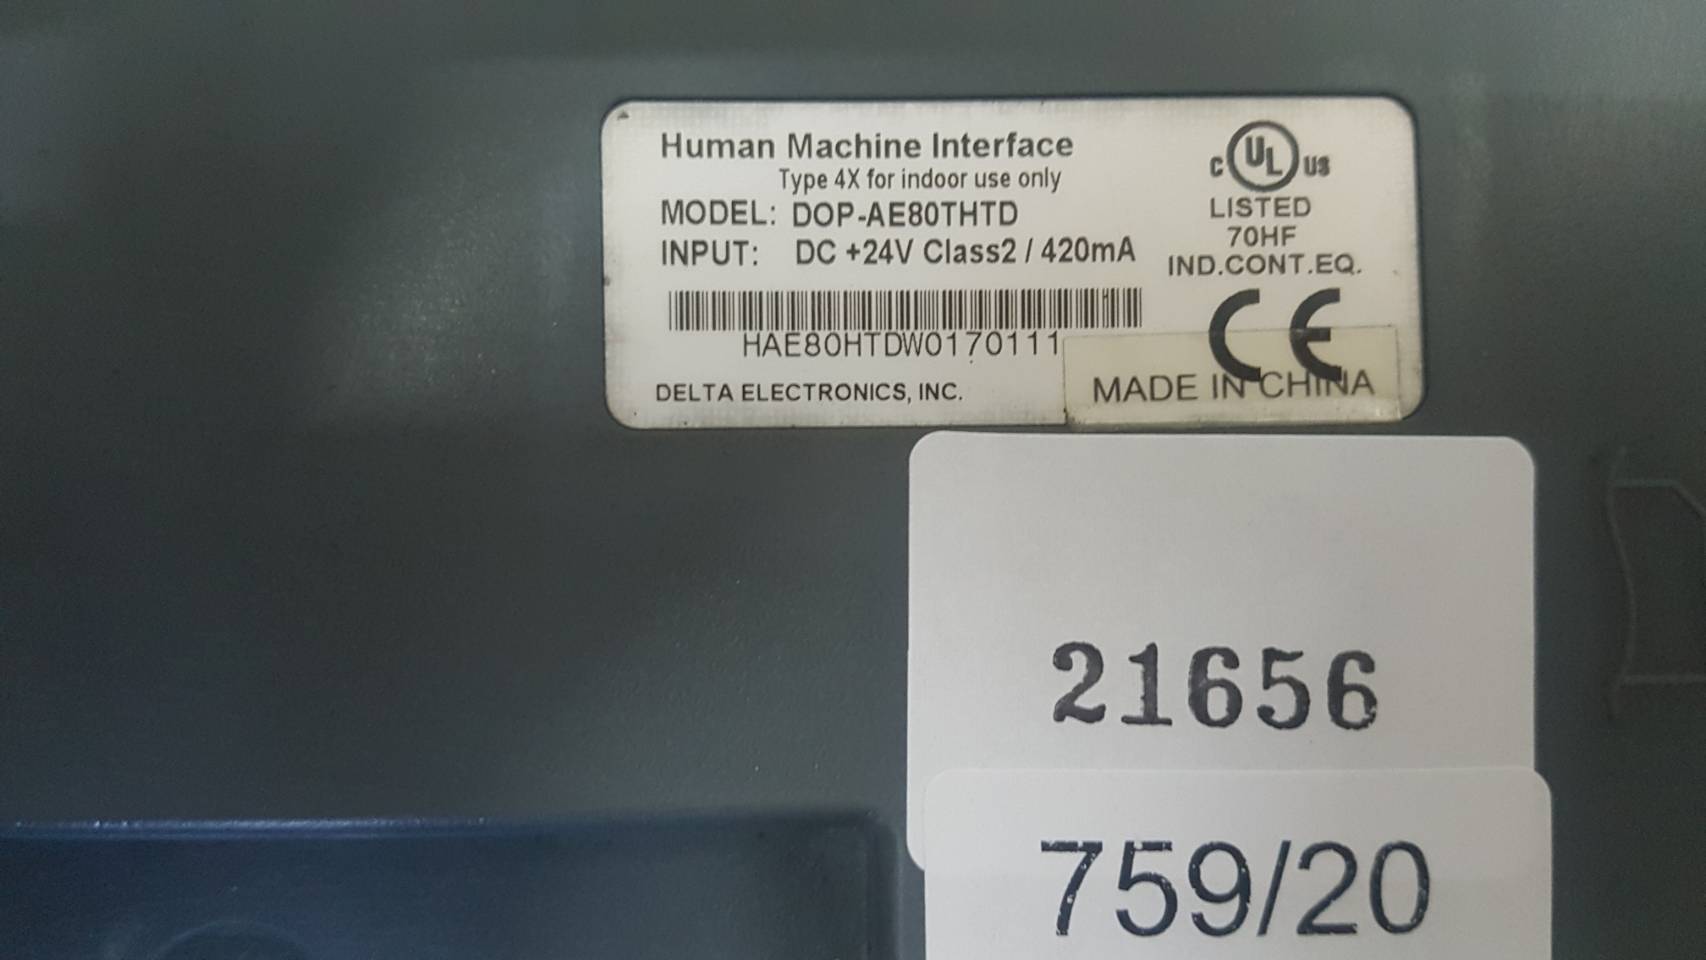 Human Machine Interface
Type 4X for indoor use only
MODEL: DOP-AE80THTD
INPUT: DC +24V Class2 / 420mA
HAE80HTDW0170111
DELTA ELECTRONICS, INC.
C UL US
LISTED
70HF
IND.CONT.EQ.
CE
MADE IN CHINA
21656
759/20